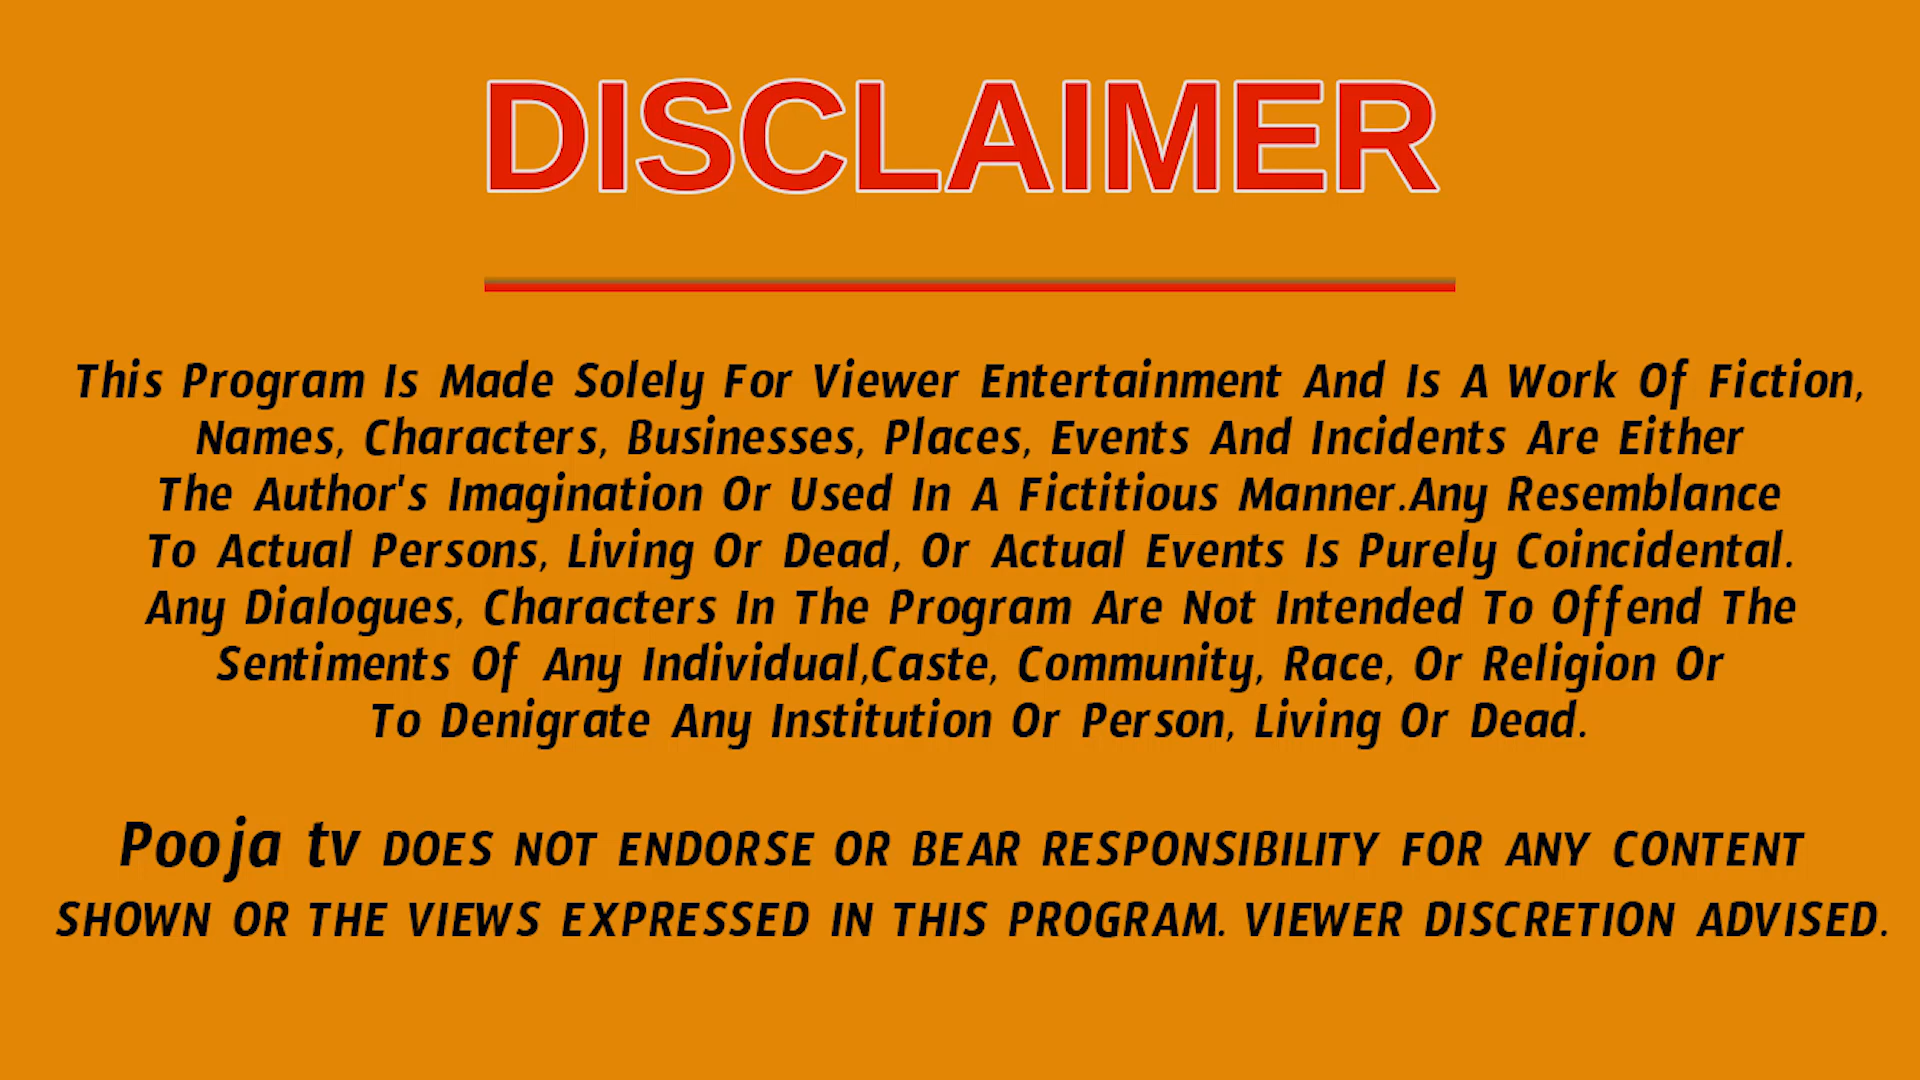 DISCLAIMER
This Program Is Made Solely For Viewer Entertainment And Is A Work Of Fiction,
Names, Characters, Businesses, Places, Events And Incidents Are Either
The Author's Imagination Or Used In A Fictitious Manner.Any Resemblance
To Actual Persons, Living Or Dead, Or Actual Events Is Purely Coincidental.
Any Dialogues, Characters In The Program Are Not Intended To Offend The
Sentiments Of Any Individual,Caste, Community, Race, Or Religion Or
To Denigrate Any Institution Or Person, Living Or Dead.
Pooja tv DOES NOT ENDORSE OR BEAR RESPONSIBILITY FOR ANY CONTENT
SHOWN OR THE VIEWS EXPRESSED IN THIS PROGRAM. VIEWER DISCRETION ADVISED.